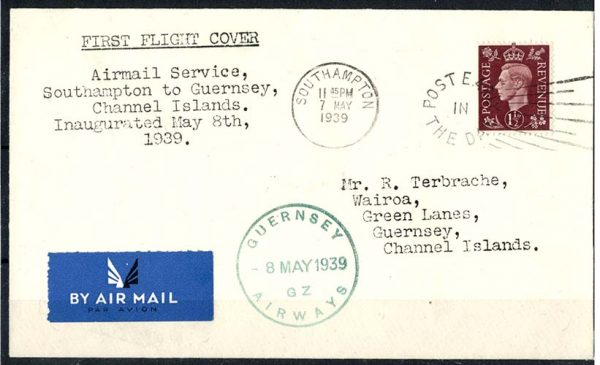 FIRST FLIGHT COVER
Airmail Service,
Southampton to Guernsey,
Channel Islands.
Inaugurated May 8th,
1939.
SOUTHAMPTON
11 45PM
7 MAY
1939
POST E
IN
THE D
POSTAGE
REVENUE
1½D
Mr. R. Terbrache,
Wairoa,
Green Lanes,
Guernsey,
Channel Islands.
GUERNSEY
- 8 MAY 1939
GZ
AIRWAYS
BY AIR MAIL
PAR AVION